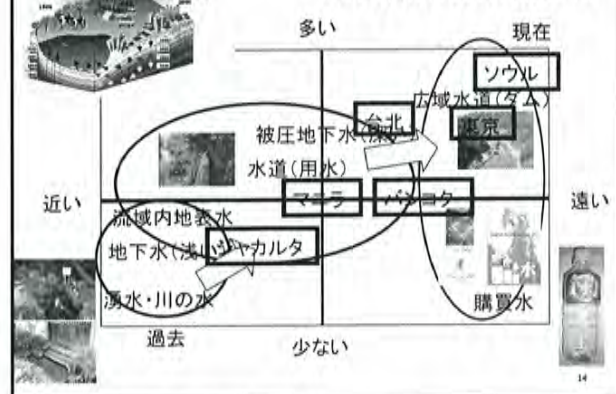 多い
現在
ソウル
広域水道(ダム)
台北
東京
被圧地下水(深い)
水道(用水)
近い
マニラ
バンコク
遠い
流域内地表水
地下水(浅い)
ジャカルタ
湧水・川の水
購買水
過去
少ない
14